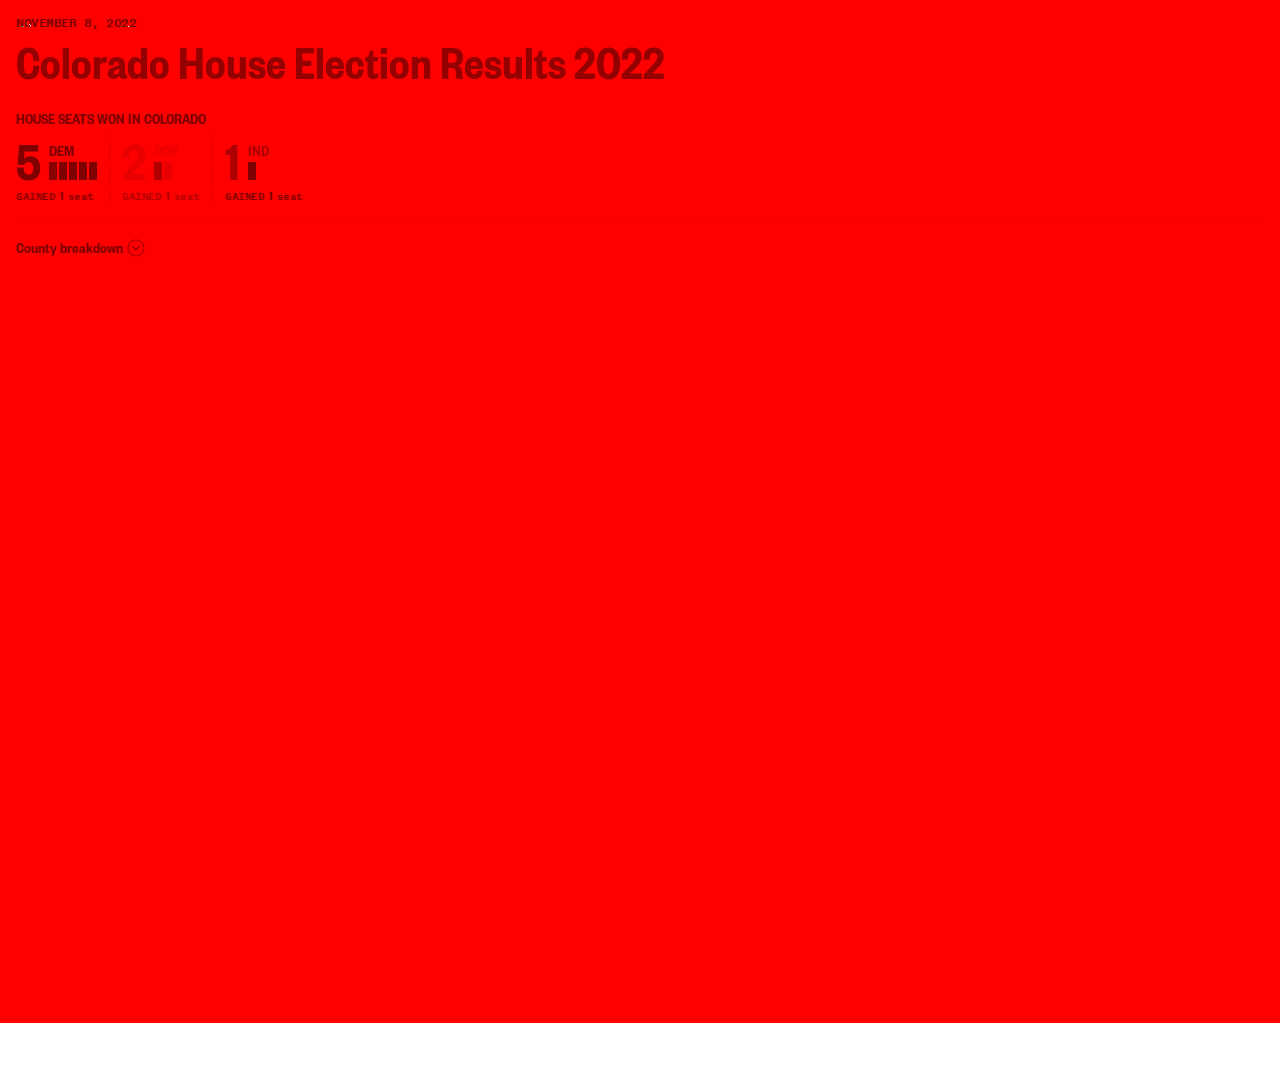 NOVEMBER 8, 2022
Colorado House Election Results 2022
HOUSE SEATS WON IN COLORADO
5 DEM
GAINED 1 seat
2 GOP
GAINED 1 seat
1 IND
GAINED 1 seat
County breakdown